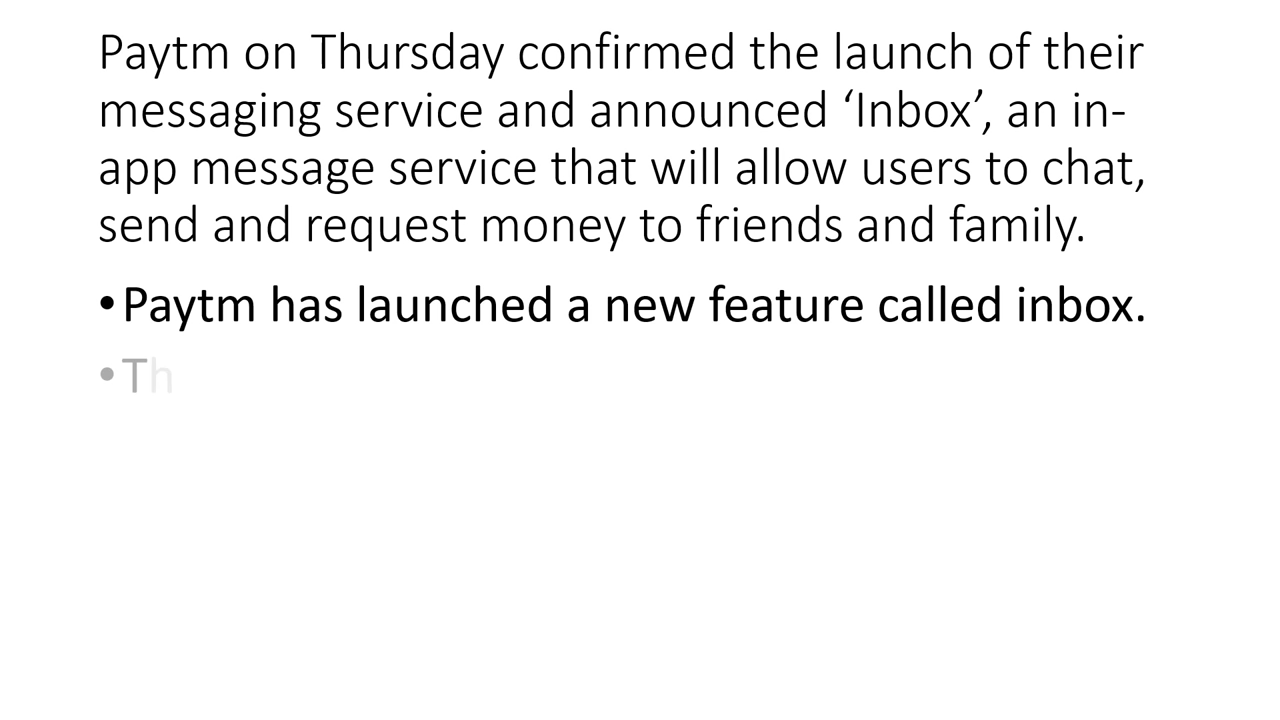 Paytm on Thursday confirmed the launch of their
messaging service and announced ‘Inbox’, an in-
app message service that will allow users to chat,
send and request money to friends and family.
•Paytm has launched a new feature called inbox.
•Th